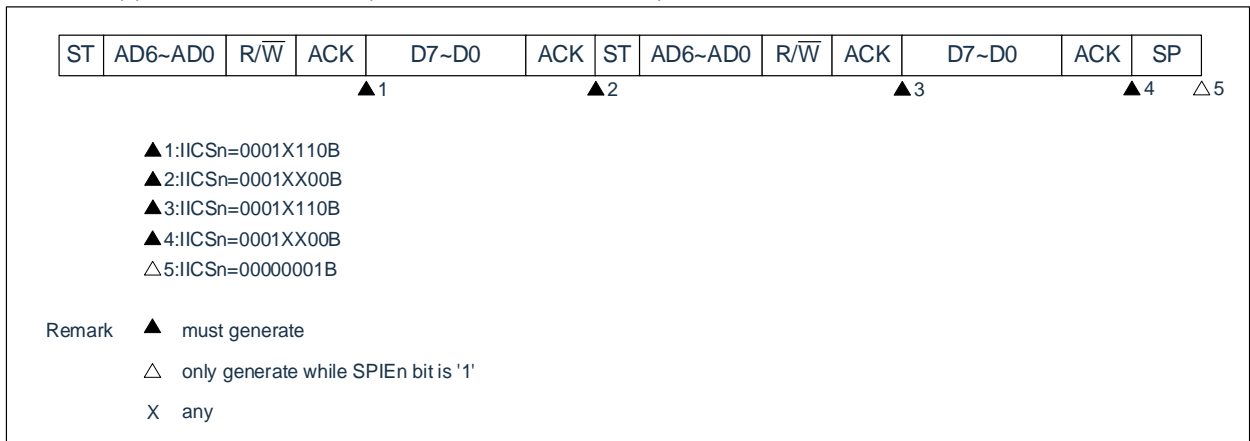 ST AD6~AD0 R/W̅ ACK D7~D0 ACK ST AD6~AD0 R/W̅ ACK D7~D0 ACK SP
▲1 ▲2 ▲3 ▲4 △5
▲1:IICSn=0001X110B
▲2:IICSn=0001XX00B
▲3:IICSn=0001X110B
▲4:IICSn=0001XX00B
△5:IICSn=00000001B
Remark ▲ must generate
△ only generate while SPIEn bit is '1'
X any